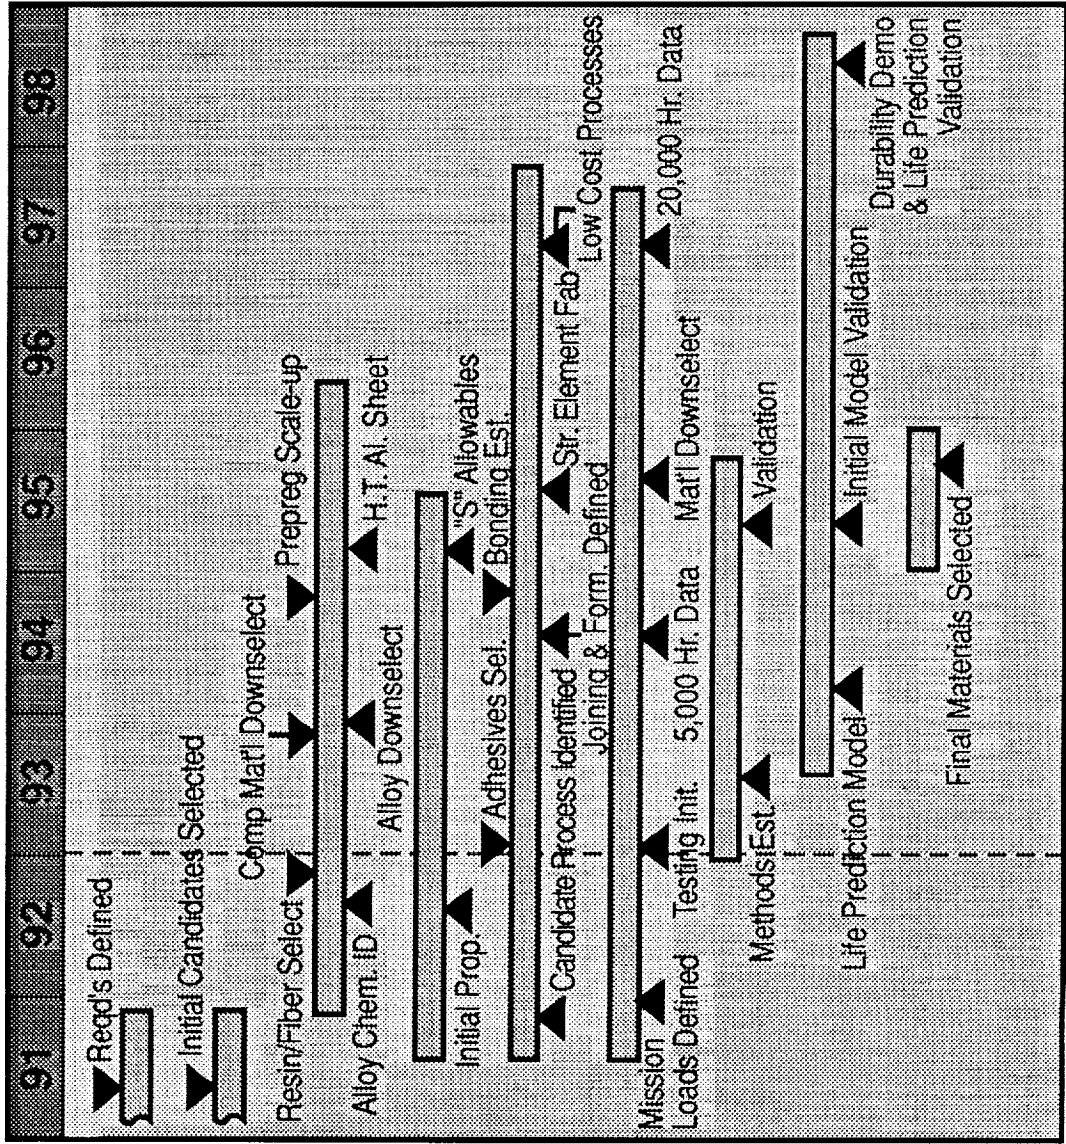 91 92 93 94 95 96 97 98
Reqd's Defined
Initial Candidates Selected
Comp Mat'l Downselect
Resin/Fiber Select
Prepreg Scale-up
Alloy Chem. ID
Alloy Downselect
H.T. Al. Sheet
Initial Prop.
"S" Allowables
Adhesives Sel.
Bonding Est.
Candidate Process Identified
Str. Element Fab
Low Cost Processes
Joining & Form. Defined
Mission
Loads Defined
Testing Init.
5,000 Hr. Data
Mat'l Downselect
20,000 Hr. Data
Methods Est.
Validation
Life Prediction Model
Initial Model Validation
Durability Demo
& Life Prediction
Validation
Final Materials Selected